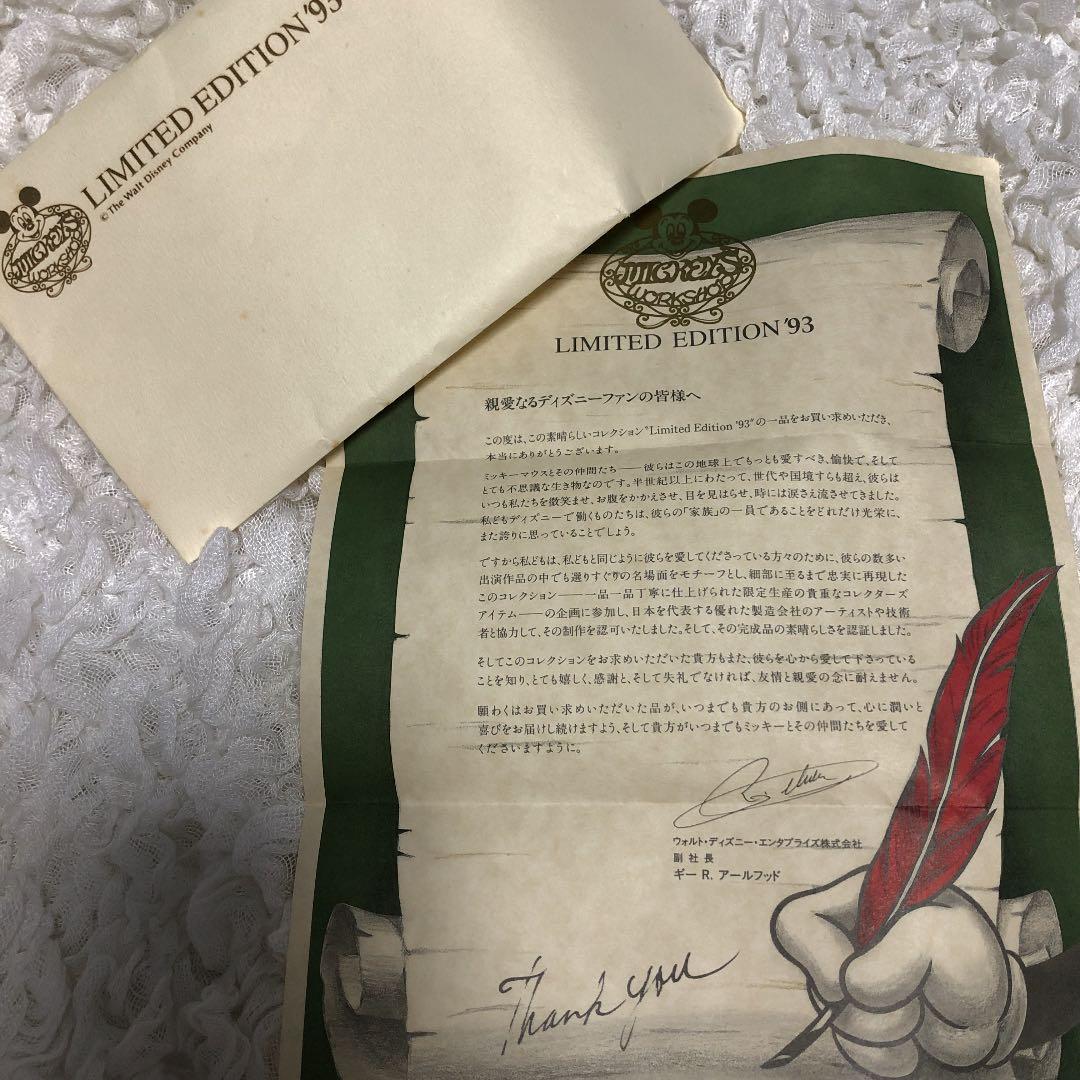 LIMITED EDITION '93
© The Walt Disney Company
MICKEY'S
WORKSHOP
MICKEY'S
WORKSHOP
LIMITED EDITION '93
親愛なるディズニーファンの皆様へ
この度は、この素晴らしいコレクション"Limited Edition '93"の一品をお買い求めいただき、
本当にありがとうございます。
ミッキーマウスとその仲間たち――彼らはこの地球上でもっとも愛すべき、愉快で、そして
とても不思議な生き物なのです。半世紀以上にわたって、世代や国境すらも超え、彼らは
いつも私たちを微笑ませ、お腹をかかえさせ、目を見はらせ、時には涙さえ流させてきました。
私どもディズニーで働くものたちは、彼らの「家族」の一員であることをどれだけ光栄に、
また誇りに思っていることでしょう。
ですから私どもは、私どもと同じように彼らを愛してくださっている方々のために、彼らの数多い
出演作品の中でも選りすぐりの名場面をモチーフとし、細部に至るまで忠実に再現した
このコレクション――一品一品丁寧に仕上げられた限定生産の貴重なコレクターズ
アイテム――の企画に参加し、日本を代表する優れた製造会社のアーティストや技術
者と協力して、その制作を認可いたしました。そして、その完成品の素晴らしさを認証しました。
そしてこのコレクションをお求めいただいた貴方もまた、彼らを心から愛して下さっている
ことを知り、とても嬉しく、感謝と、そして失礼でなければ、友情と親愛の念に耐えません。
願わくはお買い求めいただいた品が、いつまでも貴方のお側にあって、心に潤いと
喜びをお届けし続けますよう、そして貴方がいつまでもミッキーとその仲間たちを愛して
くださいますように。
ウォルト・ディズニー・エンタプライズ株式会社
副社長
ギー R. アールフッド
Thank you